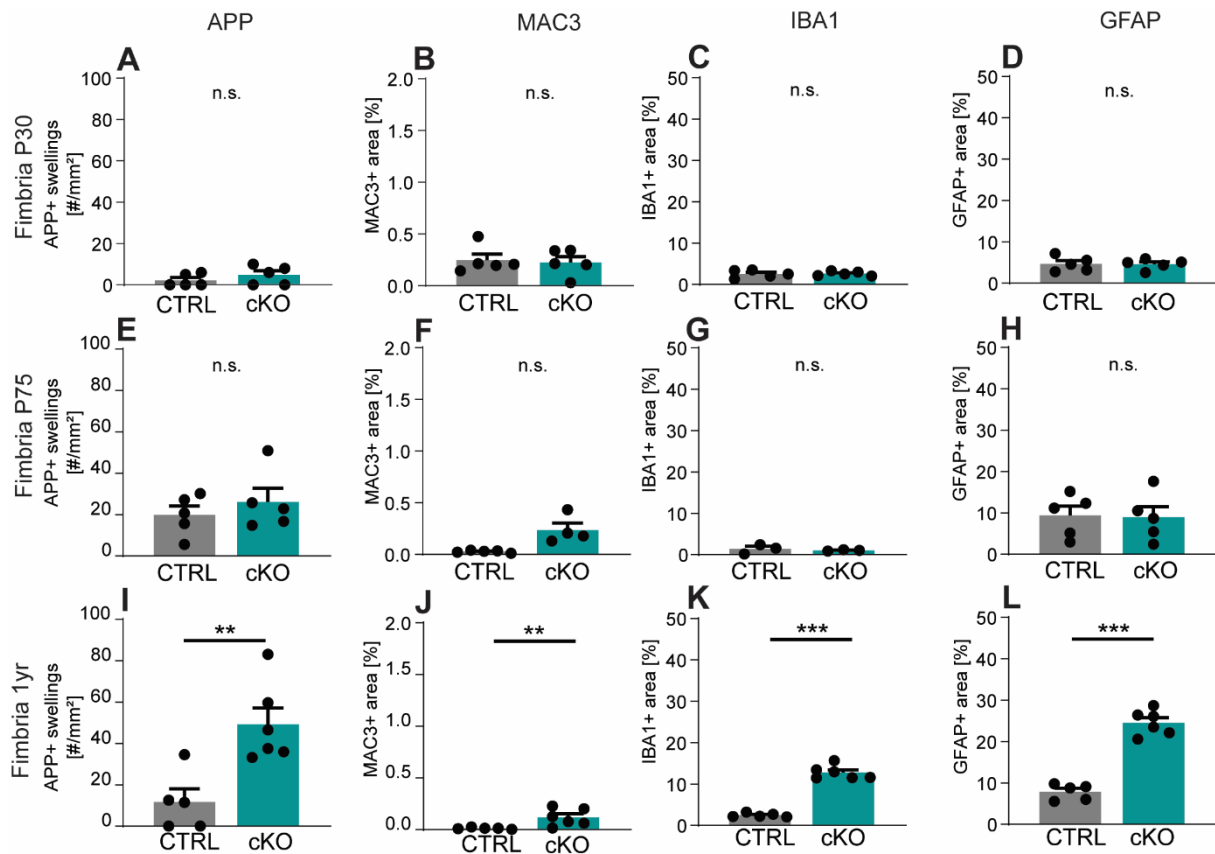 APP MAC3 IBA1 GFAP
A B C D
Fimbria P30
APP+ swellings
[#/mm²]
100
80
60
40
20
0
n.s.
CTRL cKO
MAC3+ area [%]
2.0
1.5
1.0
0.5
0.0
n.s.
CTRL cKO
IBA1+ area [%]
50
40
30
20
10
0
n.s.
CTRL cKO
GFAP+ area [%]
50
40
30
20
10
0
n.s.
CTRL cKO
E F G H
Fimbria P75
APP+ swellings
[#/mm²]
100
80
60
40
20
0
n.s.
CTRL cKO
MAC3+ area [%]
2.0
1.5
1.0
0.5
0.0
n.s.
CTRL cKO
IBA1+ area [%]
50
40
30
20
10
0
n.s.
CTRL cKO
GFAP+ area [%]
50
40
30
20
10
0
n.s.
CTRL cKO
I J K L
Fimbria 1yr
APP+ swellings
[#/mm²]
100
80
60
40
20
0
**
CTRL cKO
MAC3+ area [%]
2.0
1.5
1.0
0.5
0.0
**
CTRL cKO
IBA1+ area [%]
50
40
30
20
10
0
***
CTRL cKO
GFAP+ area [%]
50
40
30
20
10
0
***
CTRL cKO